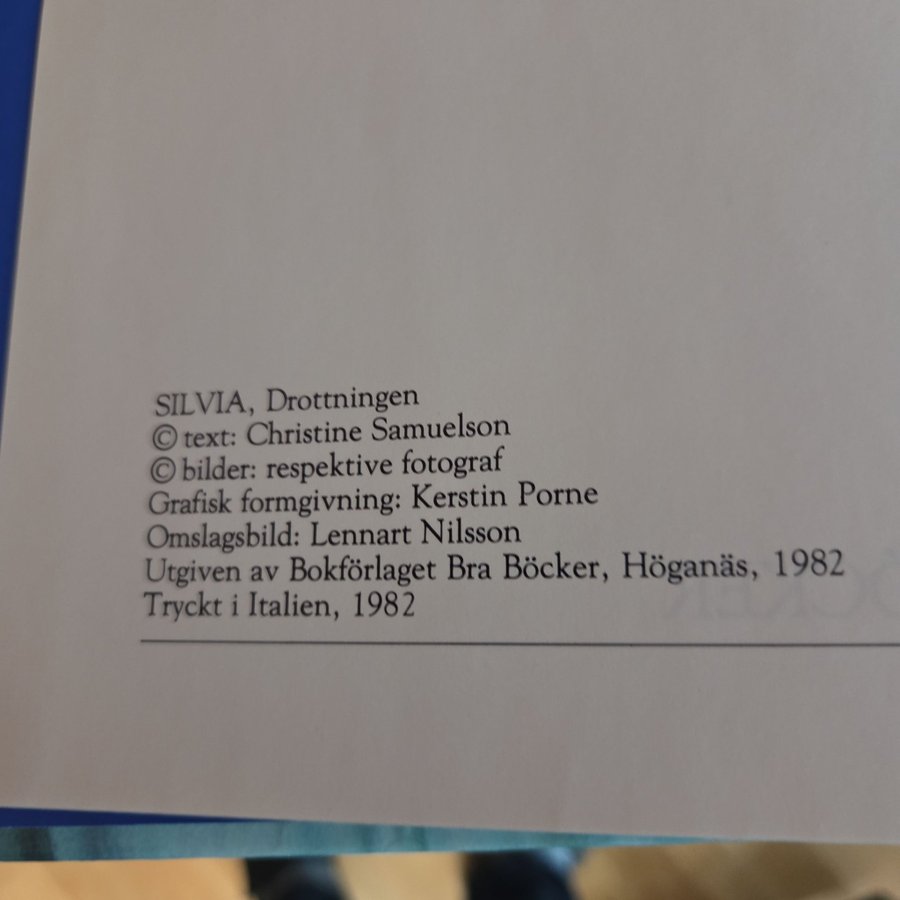 SILVIA, Drottningen
© text: Christine Samuelson
© bilder: respektive fotograf
Grafisk formgivning: Kerstin Porne
Omslagsbild: Lennart Nilsson
Utgiven av Bokförlaget Bra Böcker, Höganäs, 1982
Tryckt i Italien, 1982